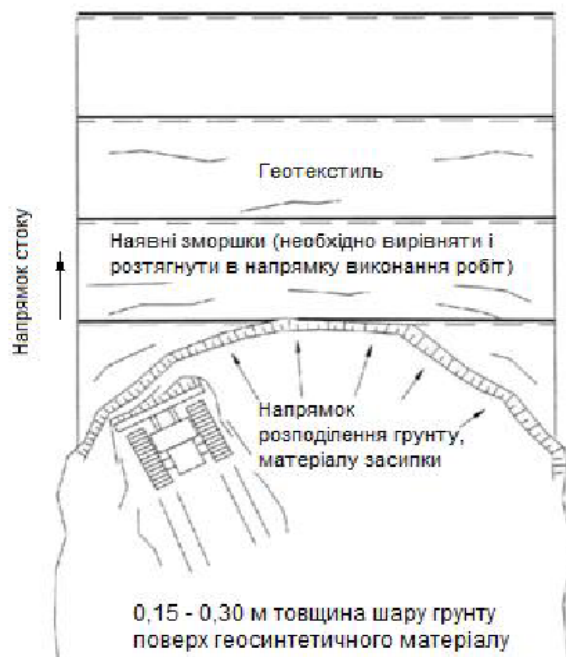 Геотекстиль
Наявні зморшки (необхідно вирівняти і
розтягнути в напрямку виконання робіт)
Напрямок стоку
Напрямок
розподілення грунту,
матеріалу засипки
0,15 - 0,30 м товщина шару грунту
поверх геосинтетичного матеріалу